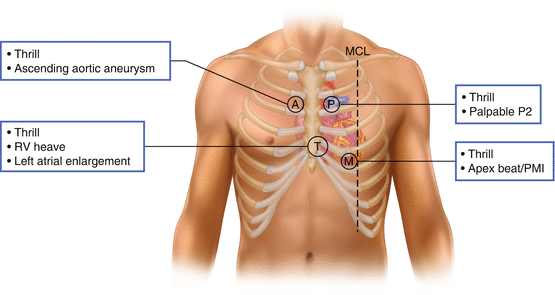 MCL
• Thrill
• Ascending aortic aneurysm
A
P
• Thrill
• Palpable P2
• Thrill
• RV heave
• Left atrial enlargement
T
M
• Thrill
• Apex beat/PMI